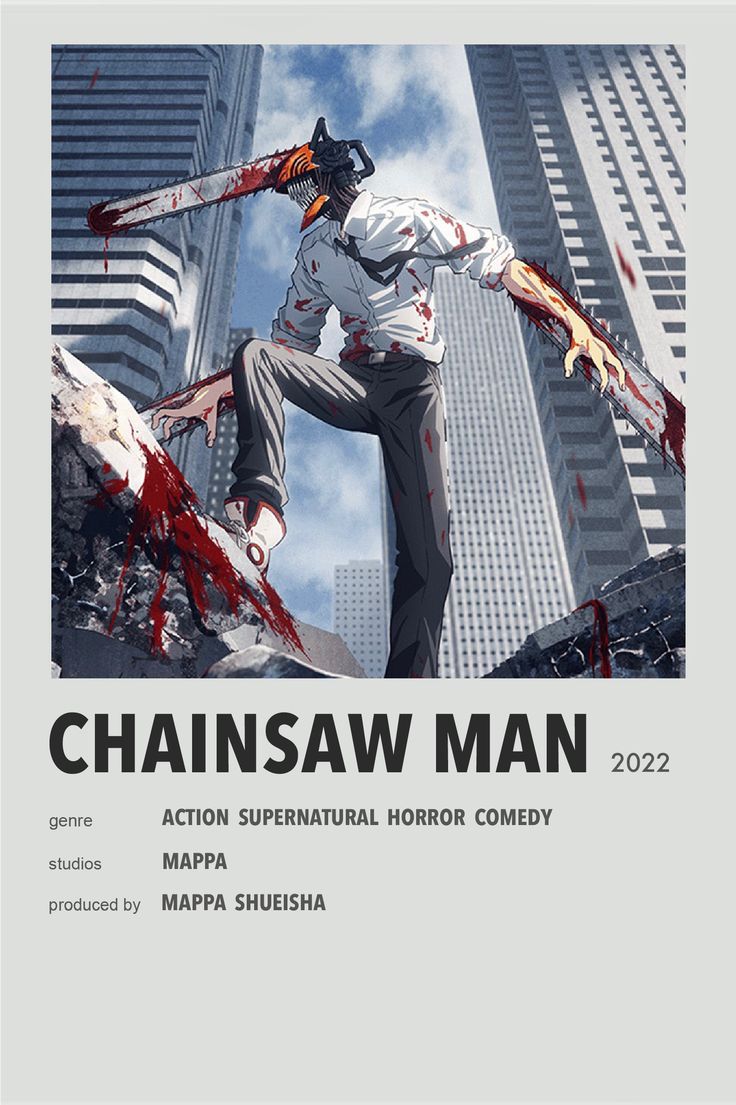 CHAINSAW MAN 2022
genre ACTION SUPERNATURAL HORROR COMEDY
studios MAPPA
produced by MAPPA SHUEISHA